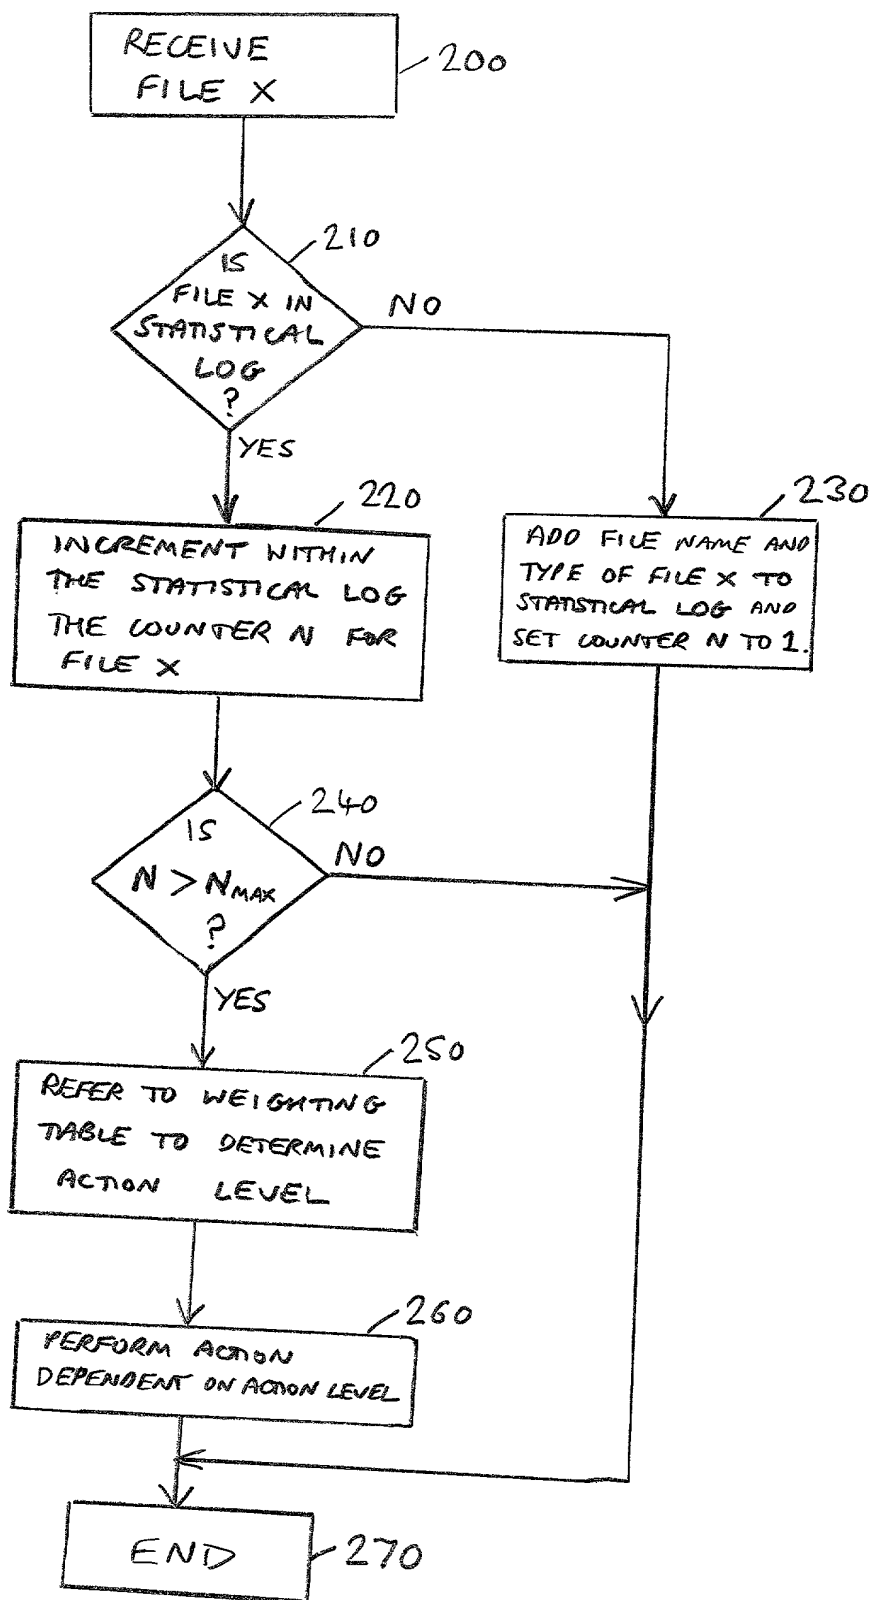 RECEIVE
FILE X
200
210
IS
FILE X IN
STATISTICAL
LOG
?
NO
YES
220
INCREMENT WITHIN
THE STATISTICAL LOG
THE COUNTER N FOR
FILE X
230
ADD FILE NAME AND
TYPE OF FILE X TO
STATISTICAL LOG AND
SET COUNTER N TO 1.
240
IS
N > NMAX
?
NO
YES
250
REFER TO WEIGHTING
TABLE TO DETERMINE
ACTION LEVEL
260
PERFORM ACTION
DEPENDENT ON ACTION LEVEL
END
270